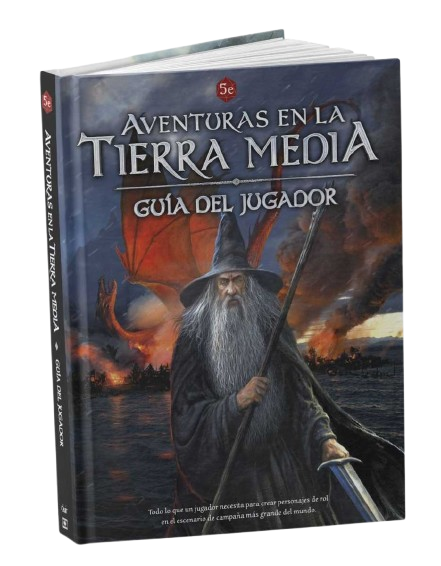 5e
AVENTURAS EN LA
TIERRA MEDIA
GUÍA DEL JUGADOR
Todo lo que un jugador necesita para crear personajes de rol
en el escenario de campaña más grande del mundo.
5e
AVENTURAS EN LA TIERRA MEDIA
GUÍA DEL JUGADOR